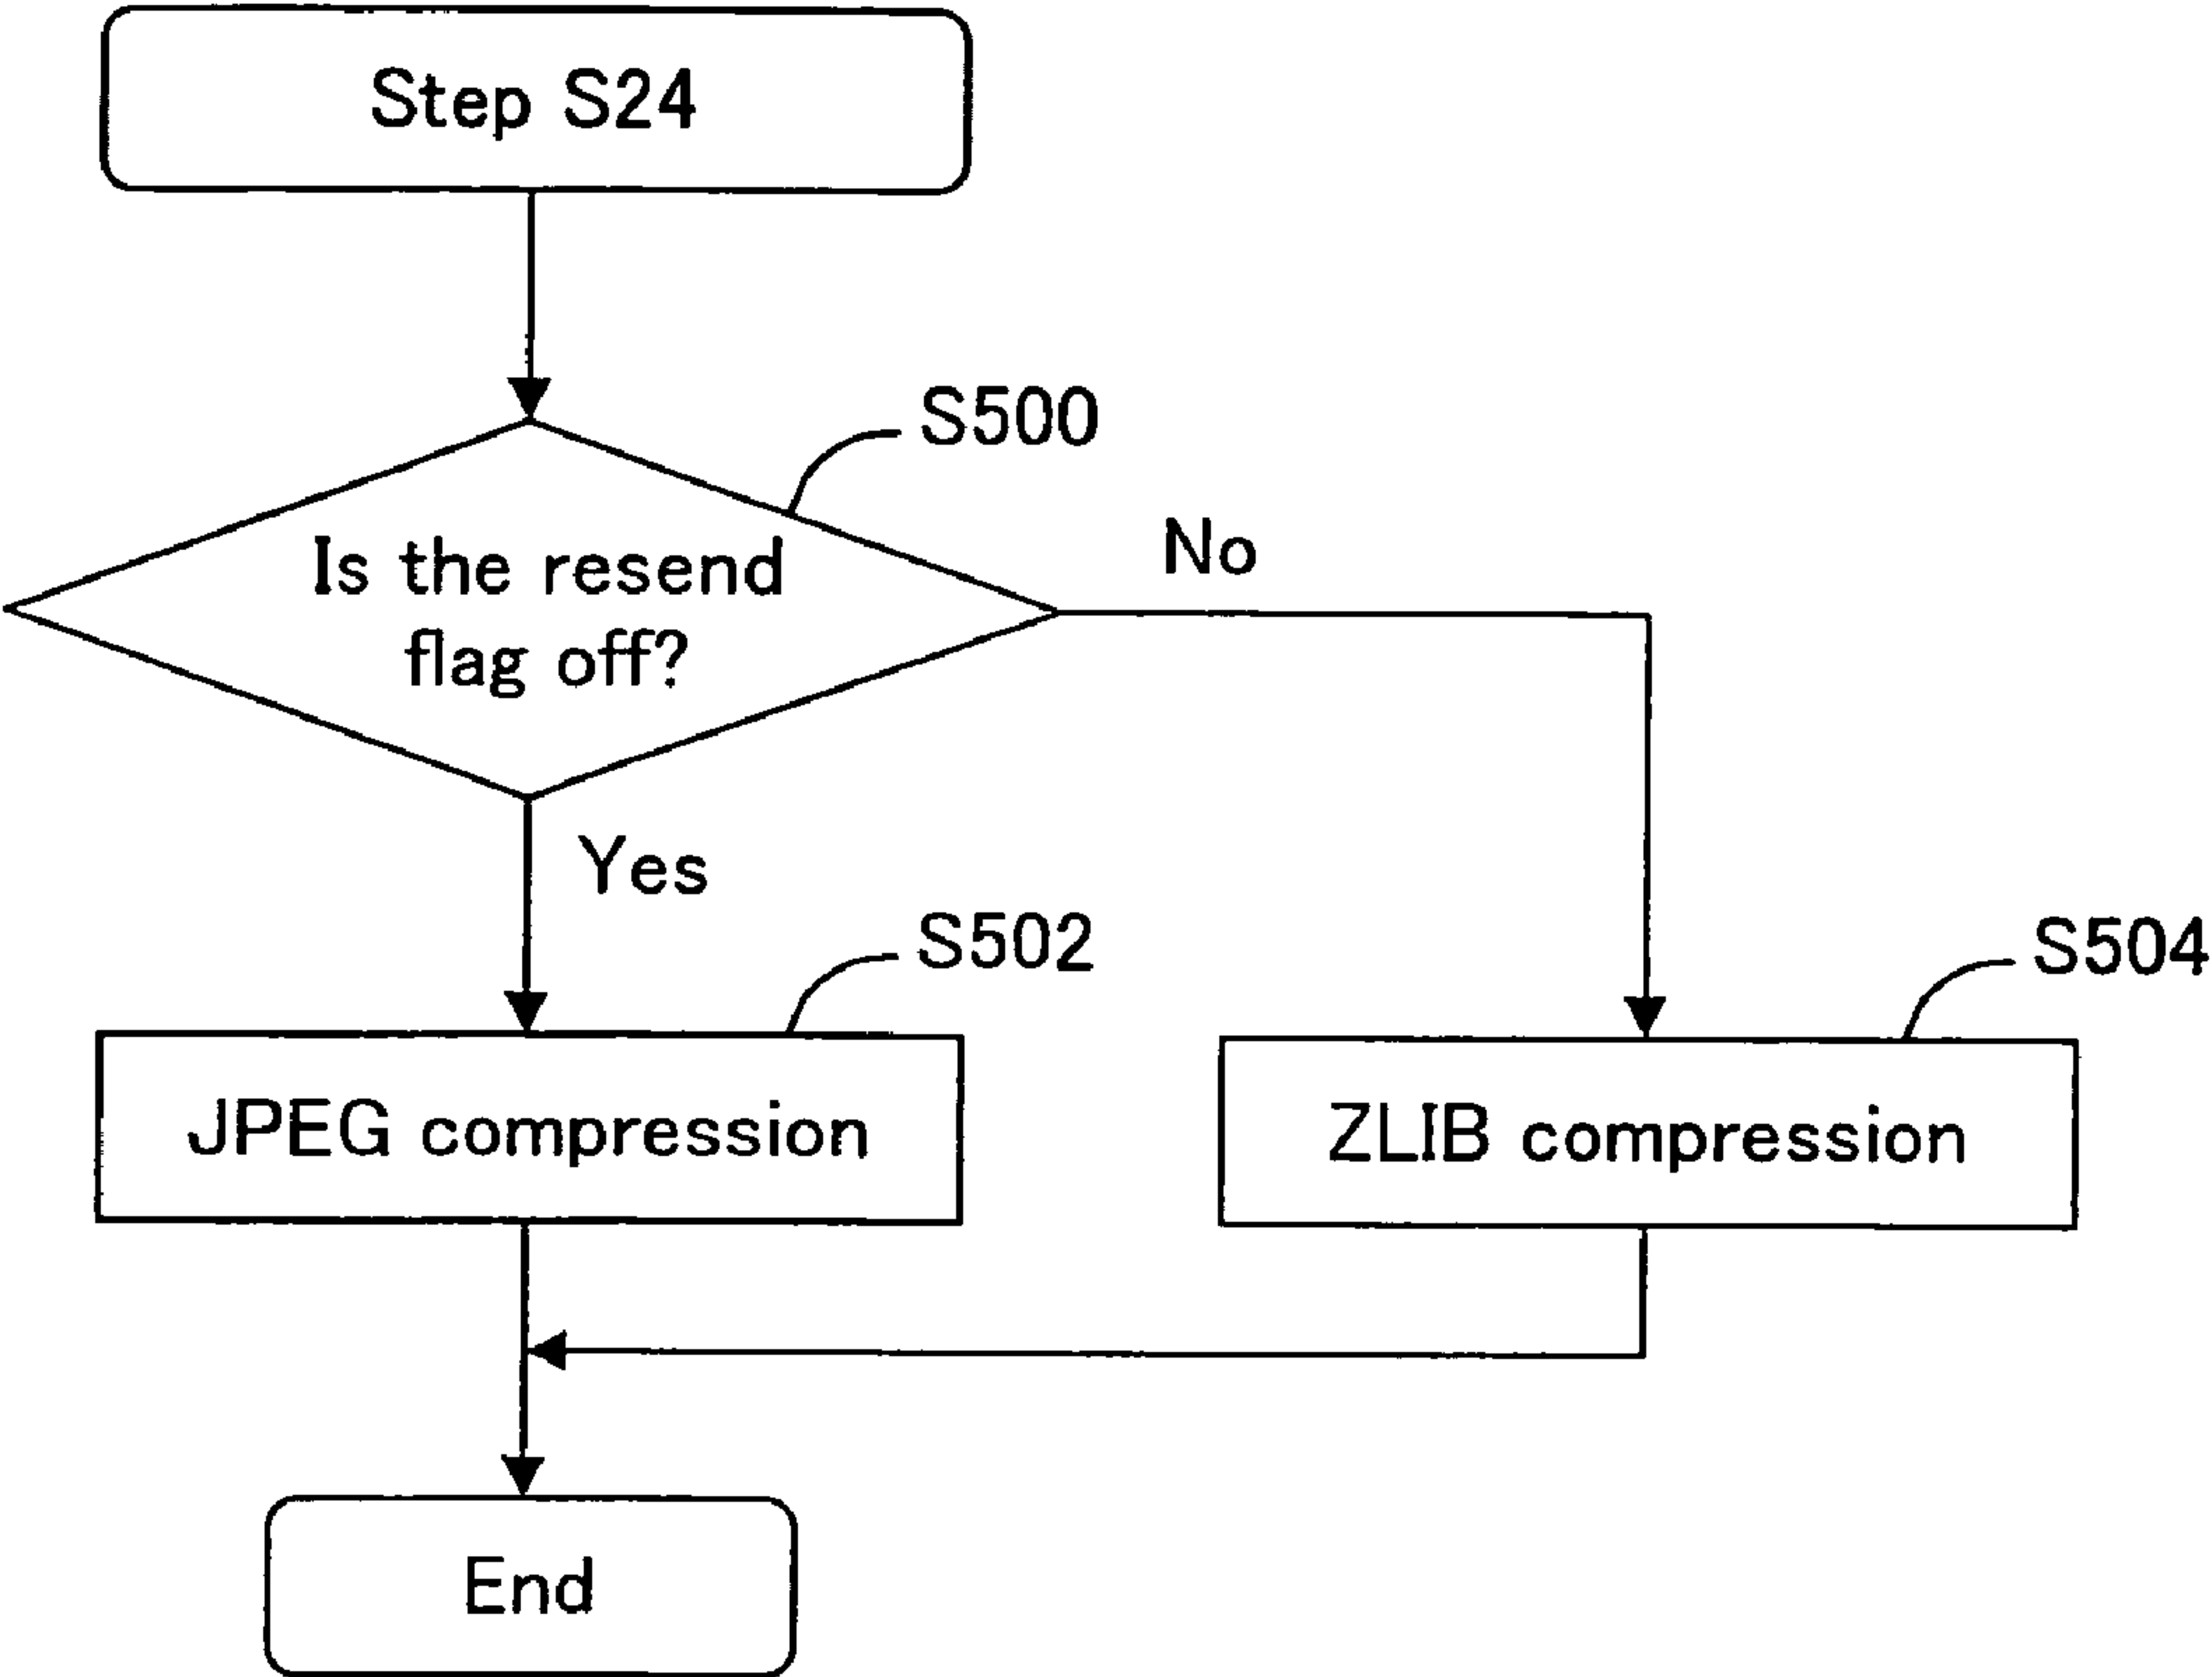 Step S24
S500
Is the resend
flag off?
No
Yes
S502
S504
JPEG compression
ZLIB compression
End